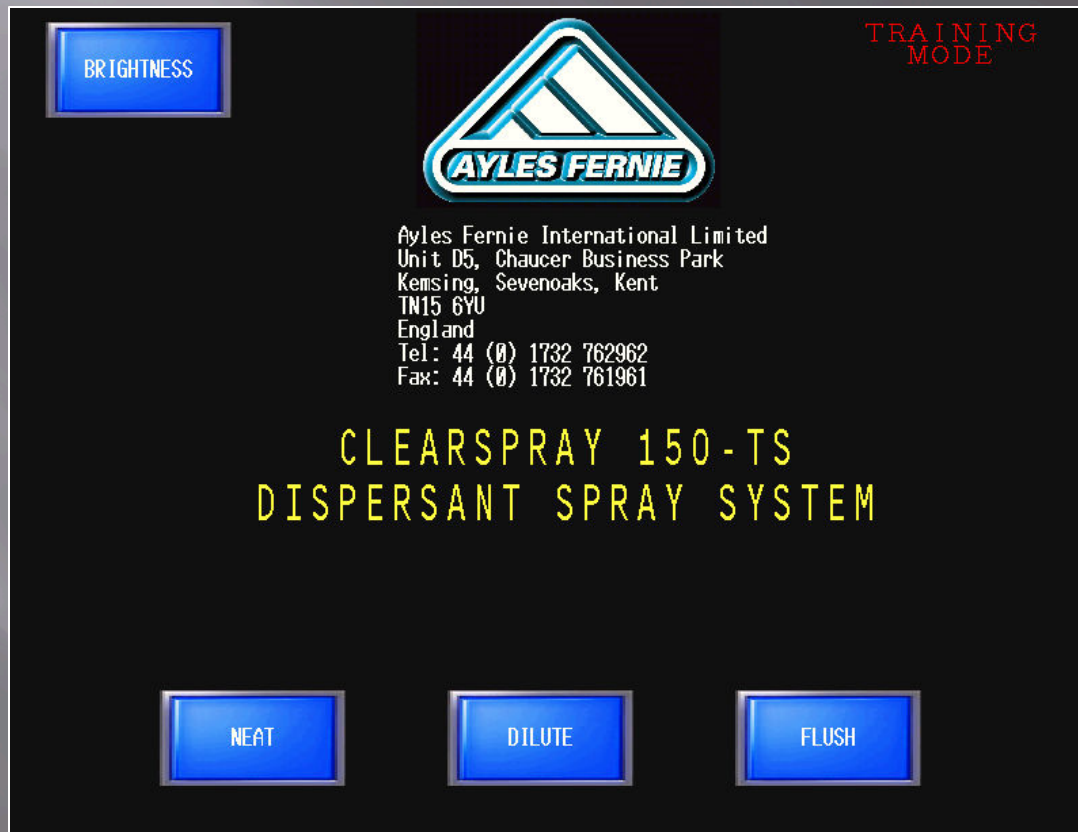 BRIGHTNESS
TRAINING
MODE
AYLES FERNIE
Ayles Fernie International Limited
Unit D5, Chaucer Business Park
Kemsing, Sevenoaks, Kent
TN15 6YU
England
Tel: 44 (0) 1732 762962
Fax: 44 (0) 1732 761961
CLEARSPRAY 150-TS
DISPERSANT SPRAY SYSTEM
NEAT
DILUTE
FLUSH